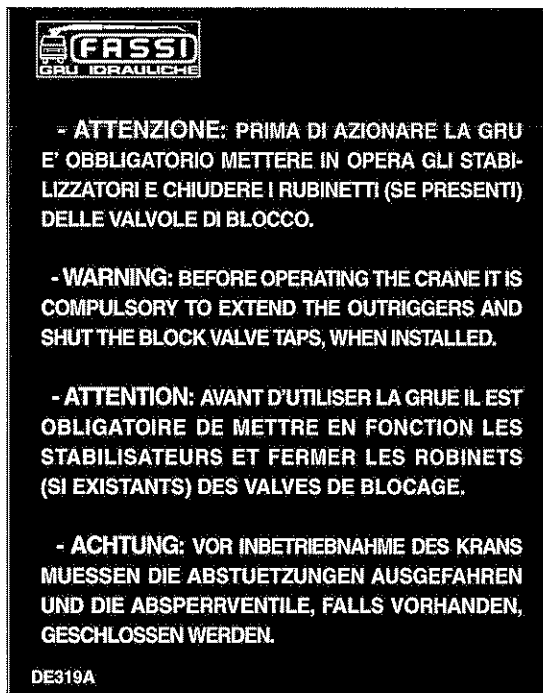 FASSI
GRU IDRAULICHE
- ATTENZIONE: PRIMA DI AZIONARE LA GRU
E' OBBLIGATORIO METTERE IN OPERA GLI STABI-
LIZZATORI E CHIUDERE I RUBINETTI (SE PRESENTI)
DELLE VALVOLE DI BLOCCO.
- WARNING: BEFORE OPERATING THE CRANE IT IS
COMPULSORY TO EXTEND THE OUTRIGGERS AND
SHUT THE BLOCK VALVE TAPS, WHEN INSTALLED.
- ATTENTION: AVANT D'UTILISER LA GRUE IL EST
OBLIGATOIRE DE METTRE EN FONCTION LES
STABILISATEURS ET FERMER LES ROBINETS
(SI EXISTANTS) DES VALVES DE BLOCAGE.
- ACHTUNG: VOR INBETRIEBNAHME DES KRANS
MUESSEN DIE ABSTUETZUNGEN AUSGEFAHREN
UND DIE ABSPERRVENTILE, FALLS VORHANDEN,
GESCHLOSSEN WERDEN.
DE319A